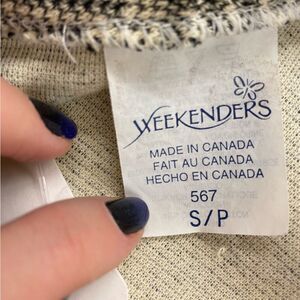 WEEKENDERS
MADE IN CANADA
FAIT AU CANADA
HECHO EN CANADA
567
S/P